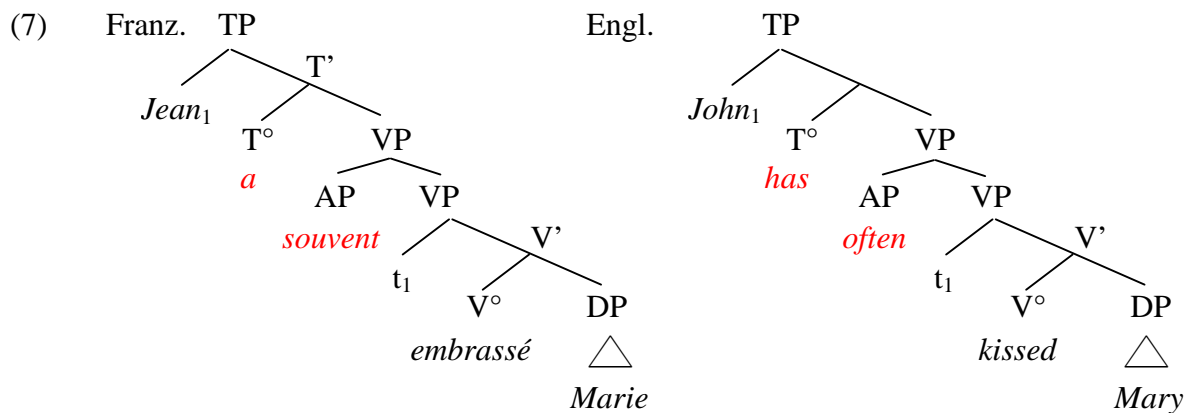 (7) Franz. TP Engl. TP
T’
Jean₁ John₁
T° VP T° VP
a has
AP VP AP VP
souvent V’ often V’
t₁ t₁
V° DP V° DP
embrassé kissed
Marie Mary